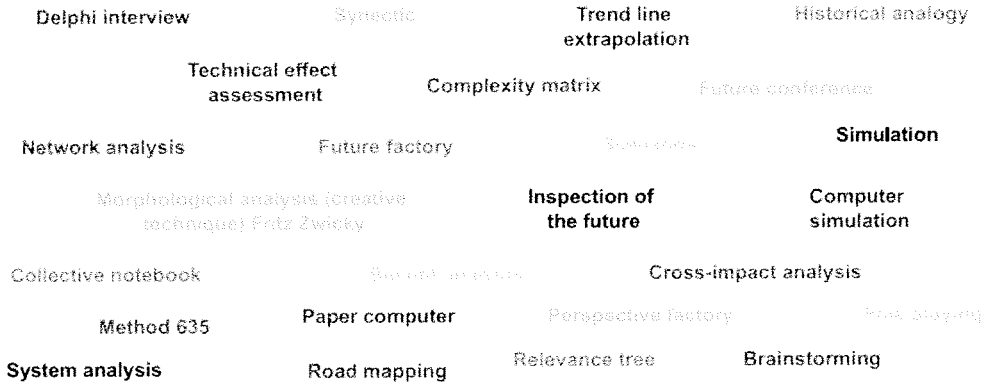 Delphi interview
Synectic
Trend line
extrapolation
Historical analogy
Technical effect
assessment
Complexity matrix
Future conference
Network analysis
Future factory
Simulation
Morphological analysis (creative
technique) Fritz Zwicky
Inspection of
the future
Computer
simulation
Collective notebook
Cross-impact analysis
Method 635
Paper computer
Perspective factory
System analysis
Road mapping
Relevance tree
Brainstorming